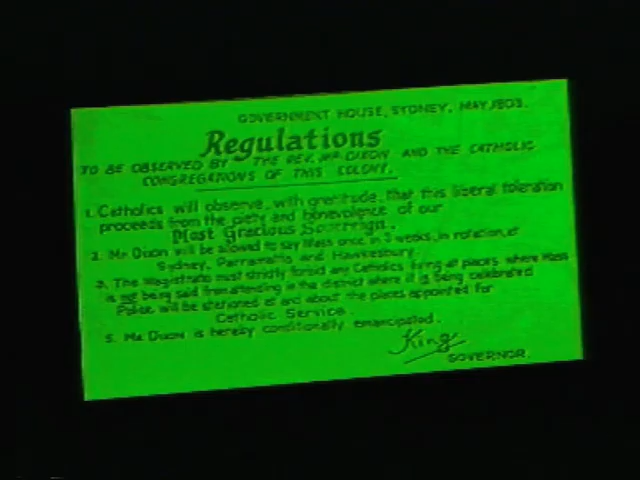 GOVERNMENT HOUSE, SYDNEY, MAY, 1803.
Regulations
TO BE OBSERVED BY THE REV. MR. DIXON AND THE CATHOLIC
CONGREGATIONS OF THIS COLONY.
1. Catholics will observe, with gratitude, that this liberal toleration
proceeds from the piety and benevolence of our
Most Gracious Sovereign.
2. Mr Dixon will be allowed to say Mass once in 3 weeks, in rotation, at
Sydney, Parramatta and Hawkesbury.
3. The Magistrate must strictly forbid any Catholics living at places where Mass
is not being said from attending in the district where it is being celebrated
Police will be stationed at and about the places appointed for
Catholic Service.
5. Mr. Dixon is hereby conditionally emancipated.
King
GOVERNOR.